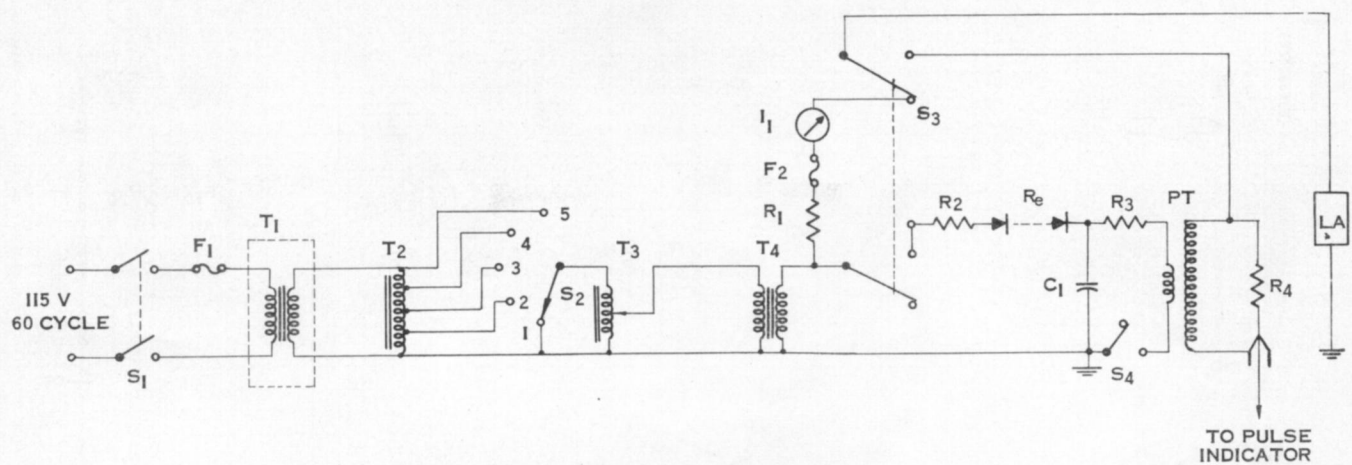 115 V
60 CYCLE
S1
F1
T1
T2
5
4
3
2
1
S2
T3
T4
I1
F2
R1
S3
R2
Re
R3
PT
C1
S4
R4
LA
TO PULSE
INDICATOR